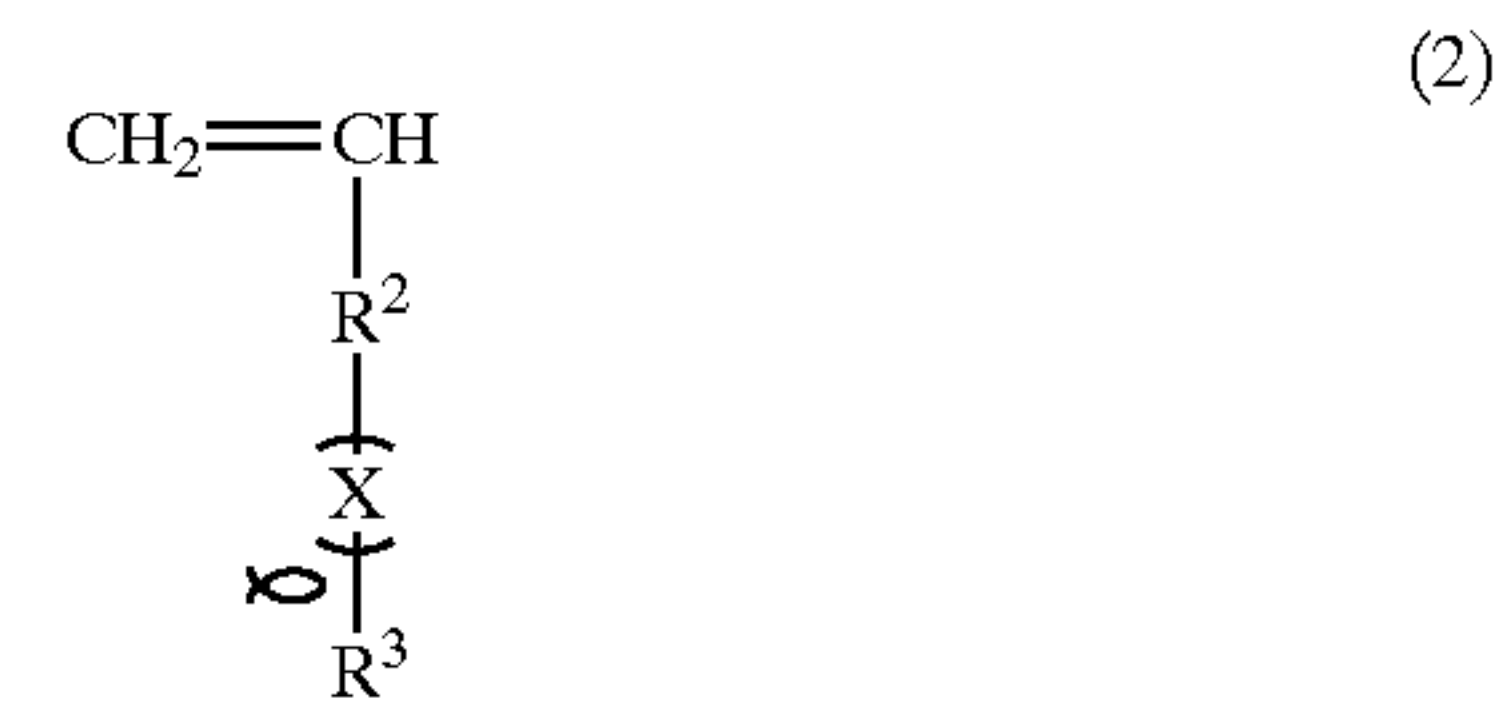 (2)
CH₂=CH
R²
(X)
R³